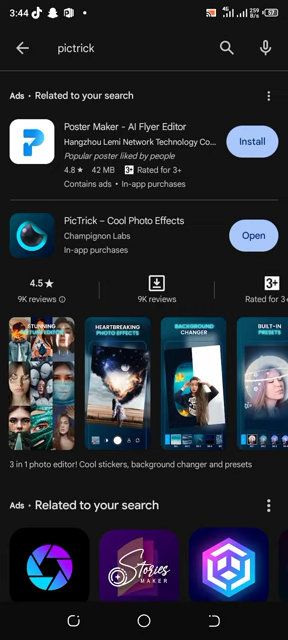 3:44
4G
259
B/s
57
pictrick
Ads • Related to your search
Poster Maker - AI Flyer Editor
Hangzhou Lemi Network Technology Co...
Popular poster liked by people
4.8★ 42 MB 3+ Rated for 3+
Contains ads • In-app purchases
Install
PicTrick – Cool Photo Effects
Champignon Labs
In-app purchases
Open
4.5★
9K reviews
9K reviews
3+
Rated for 3+
STUNNING
HEARTBREAKING
PHOTO EFFECTS
BACKGROUND
CHANGER
BUILT-IN
PRESETS
3 in 1 photo editor! Cool stickers, background changer and presets
Ads • Related to your search
Stories
MAKER